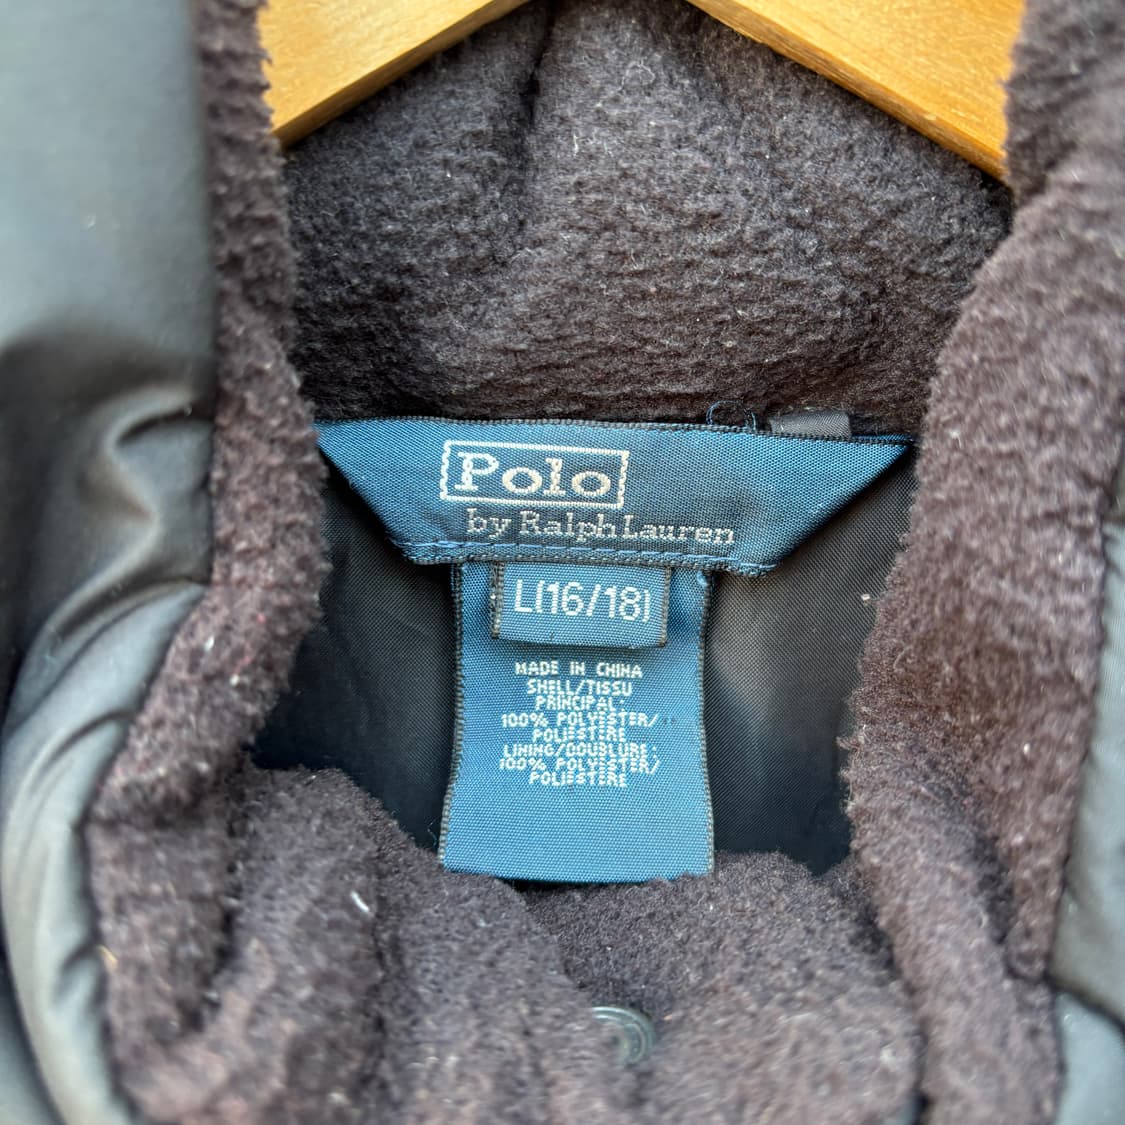 Polo
by Ralph Lauren
L(16/18)
MADE IN CHINA
SHELL/TISSU
PRINCIPAL:
100% POLYESTER/
POLIESTERE
LINING/DOUBLURE:
100% POLYESTER/
POLIESTERE